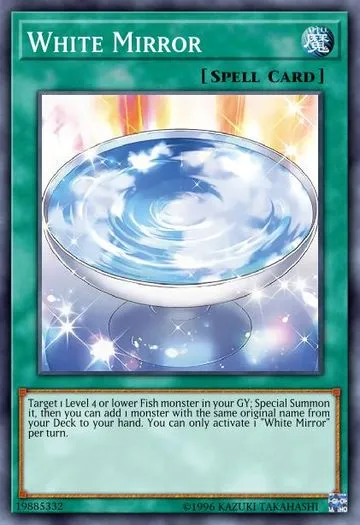 WHITE MIRROR
魔
[ SPELL CARD ]
Target 1 Level 4 or lower Fish monster in your GY; Special Summon
it, then you can add 1 monster with the same original name from
your Deck to your hand. You can only activate 1 "White Mirror"
per turn.
19885332
©1996 KAZUKI TAKAHASHI